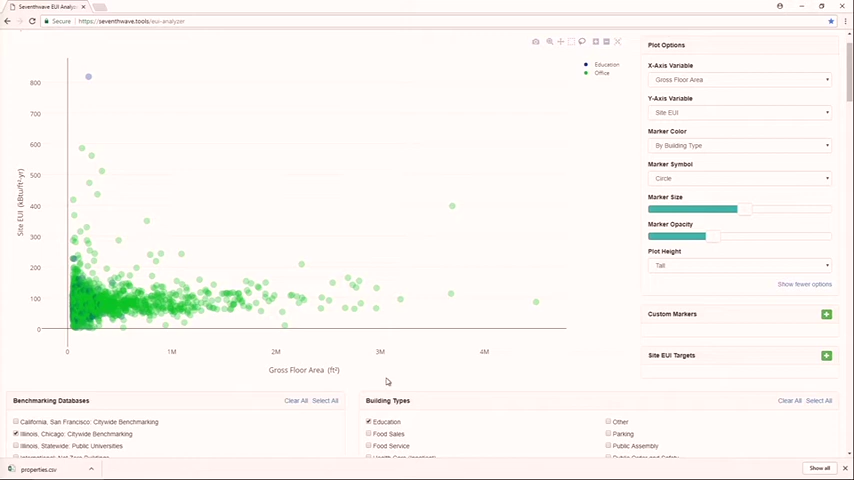 Seventhwave EUI Analyz
Secure
https://seventhwave.tools/eui-analyzer
Plot Options
X-Axis Variable
Gross Floor Area
Y-Axis Variable
Site EUI
Marker Color
By Building Type
Marker Symbol
Circle
Marker Size
Marker Opacity
Plot Height
Tall
Show fewer options
Custom Markers
Site EUI Targets
Education
Office
Site EUI (kBtu/ft²-yr)
800
700
600
500
400
300
200
100
0
0
1M
2M
3M
4M
Gross Floor Area (ft²)
Benchmarking Databases
Clear All Select All
California, San Francisco: Citywide Benchmarking
Illinois, Chicago: Citywide Benchmarking
Illinois, Statewide: Public Universities
Building Types
Clear All Select All
Education
Food Sales
Food Service
Other
Parking
Public Assembly
properties.csv
Show all